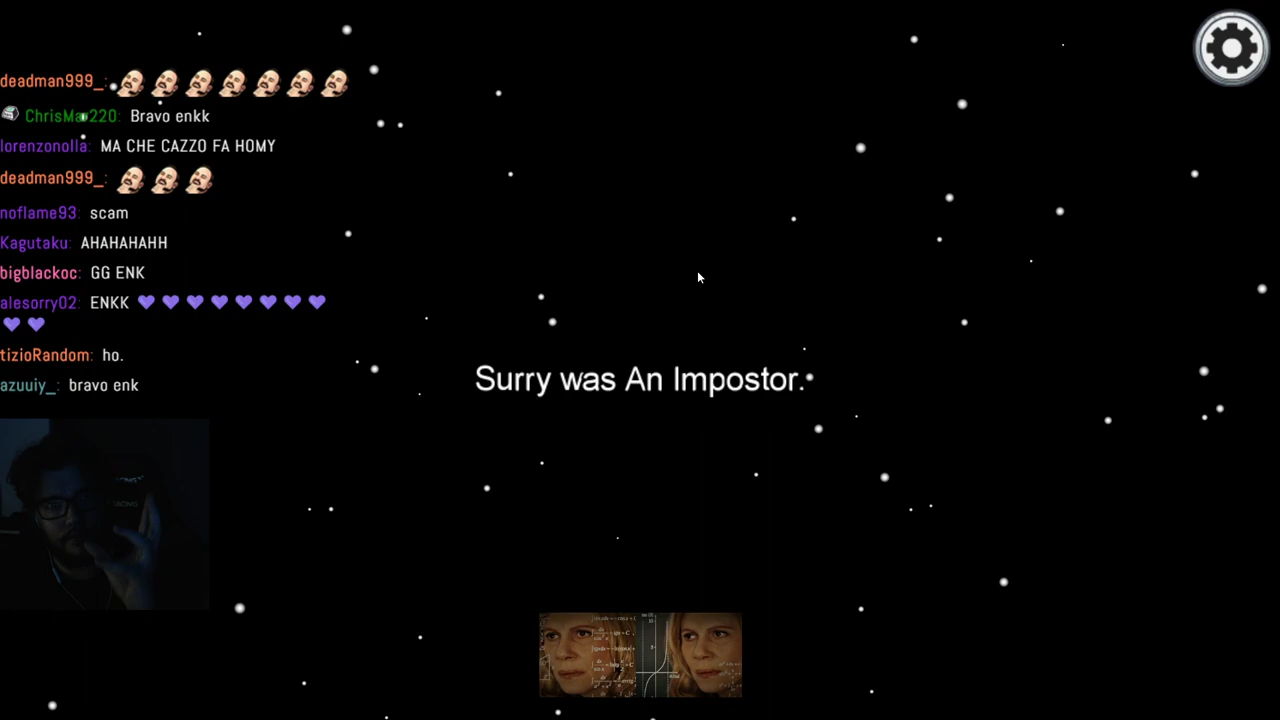 deadman999_:
ChrisMar220: Bravo enkk
lorenzonolla: MA CHE CAZZO FA HOMY
deadman999_:
noflame93: scam
Kagutaku: AHAHAHAHH
bigblackoc: GG ENK
alesorry02: ENKK
tizioRandom: ho.
azuuiy_: bravo enk
Surry was An Impostor.